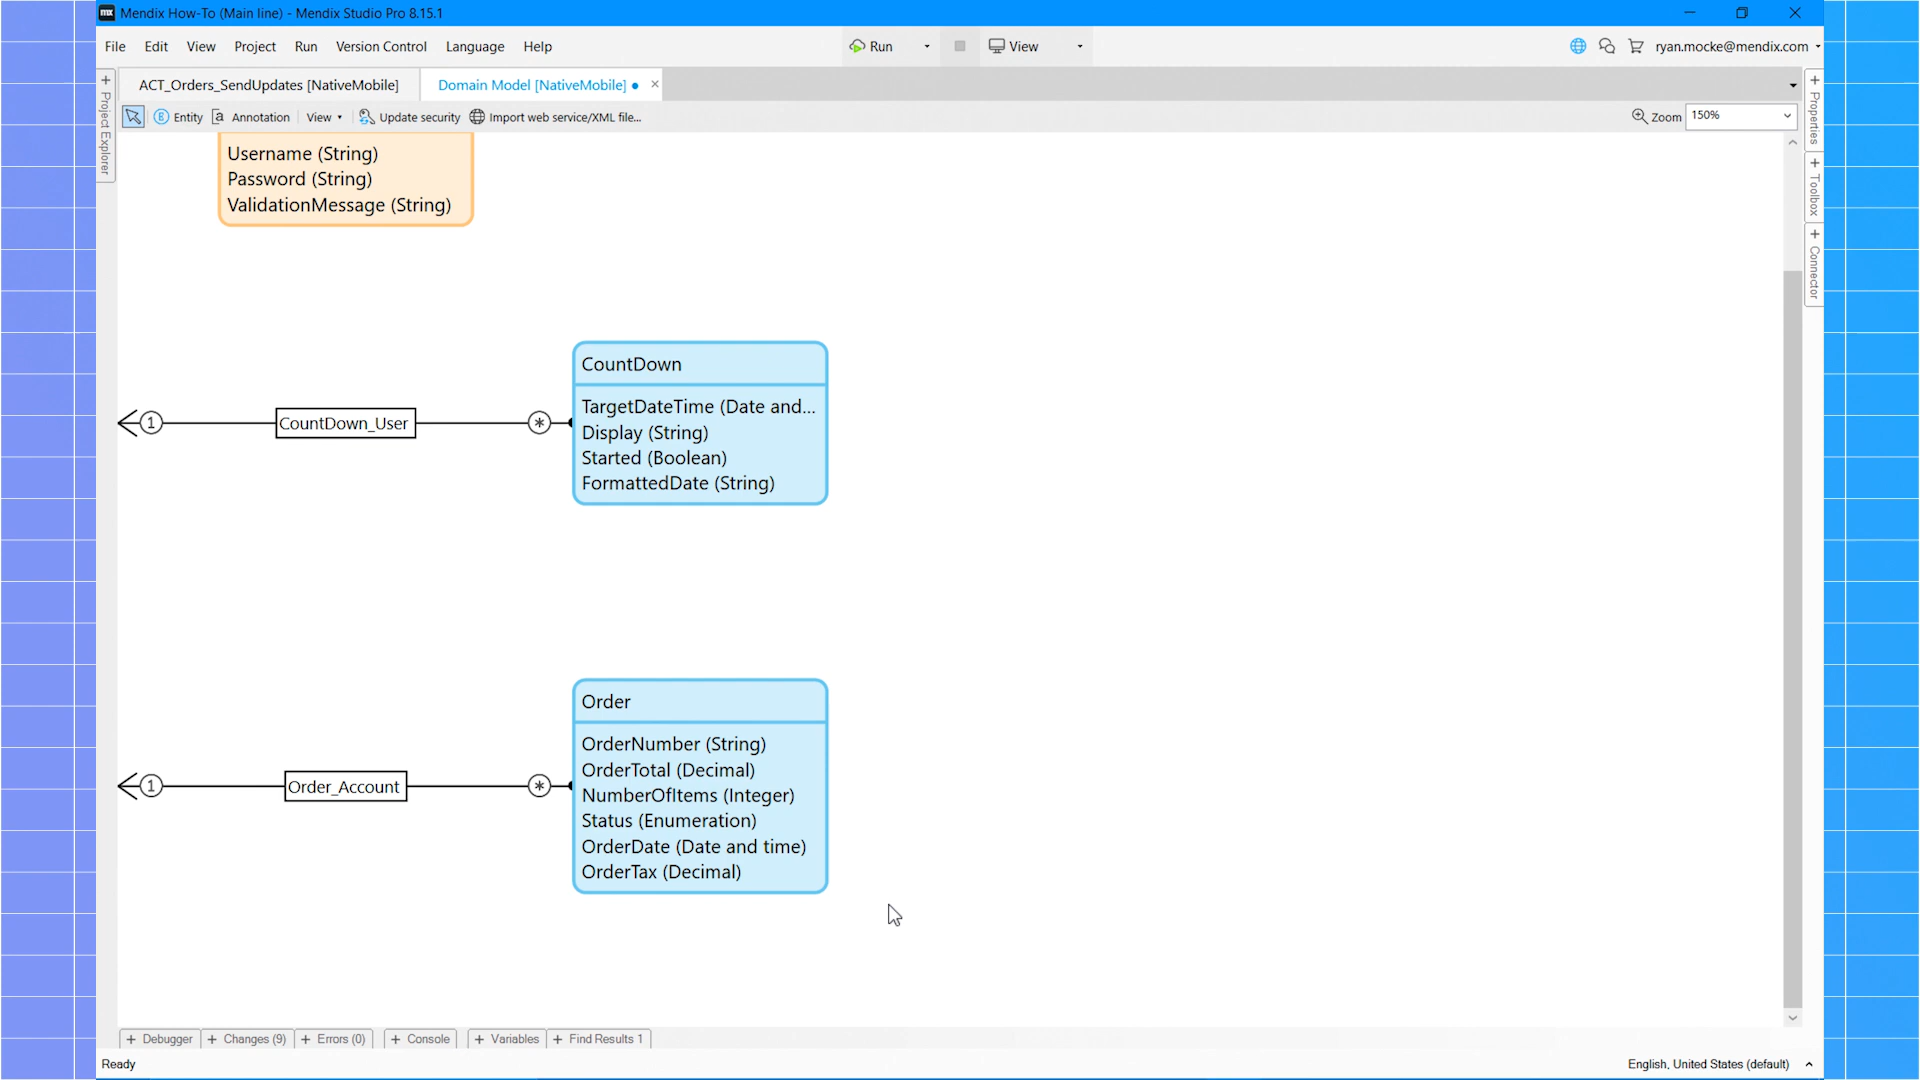 mx Mendix How-To (Main line) - Mendix Studio Pro 8.15.1
File Edit View Project Run Version Control Language Help
Run
View
ryan.mocke@mendix.com
ACT_Orders_SendUpdates [NativeMobile]
Domain Model [NativeMobile]
Project Explorer
Entity
Annotation
View
Update security
Import web service/XML file...
Zoom
150%
Properties
Toolbox
Connector
Username (String)
Password (String)
ValidationMessage (String)
CountDown
TargetDateTime (Date and...
Display (String)
Started (Boolean)
FormattedDate (String)
1
CountDown_User
*
Order
OrderNumber (String)
OrderTotal (Decimal)
NumberOfItems (Integer)
Status (Enumeration)
OrderDate (Date and time)
OrderTax (Decimal)
1
Order_Account
*
+ Debugger + Changes (9) + Errors (0) + Console + Variables + Find Results 1
Ready
English, United States (default)